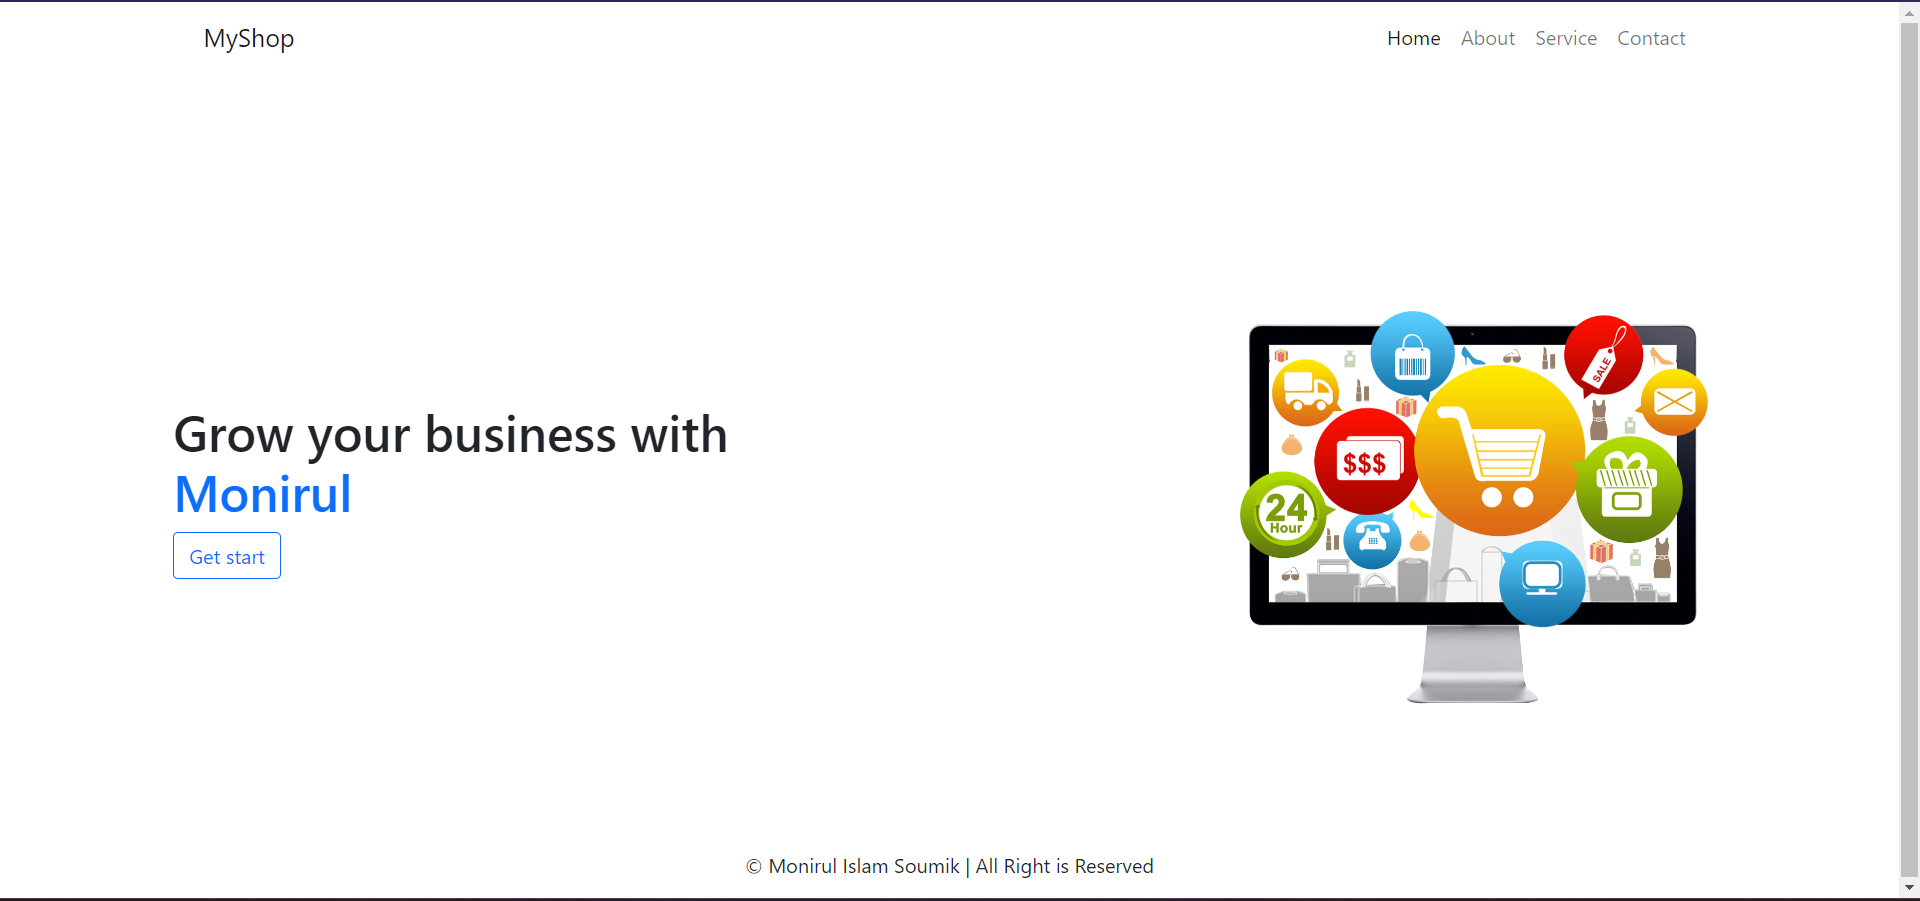 MyShop
Home About Service Contact
Grow your business with
Monirul
Get start
SALE
$$$
24
Hour
© Monirul Islam Soumik | All Right is Reserved